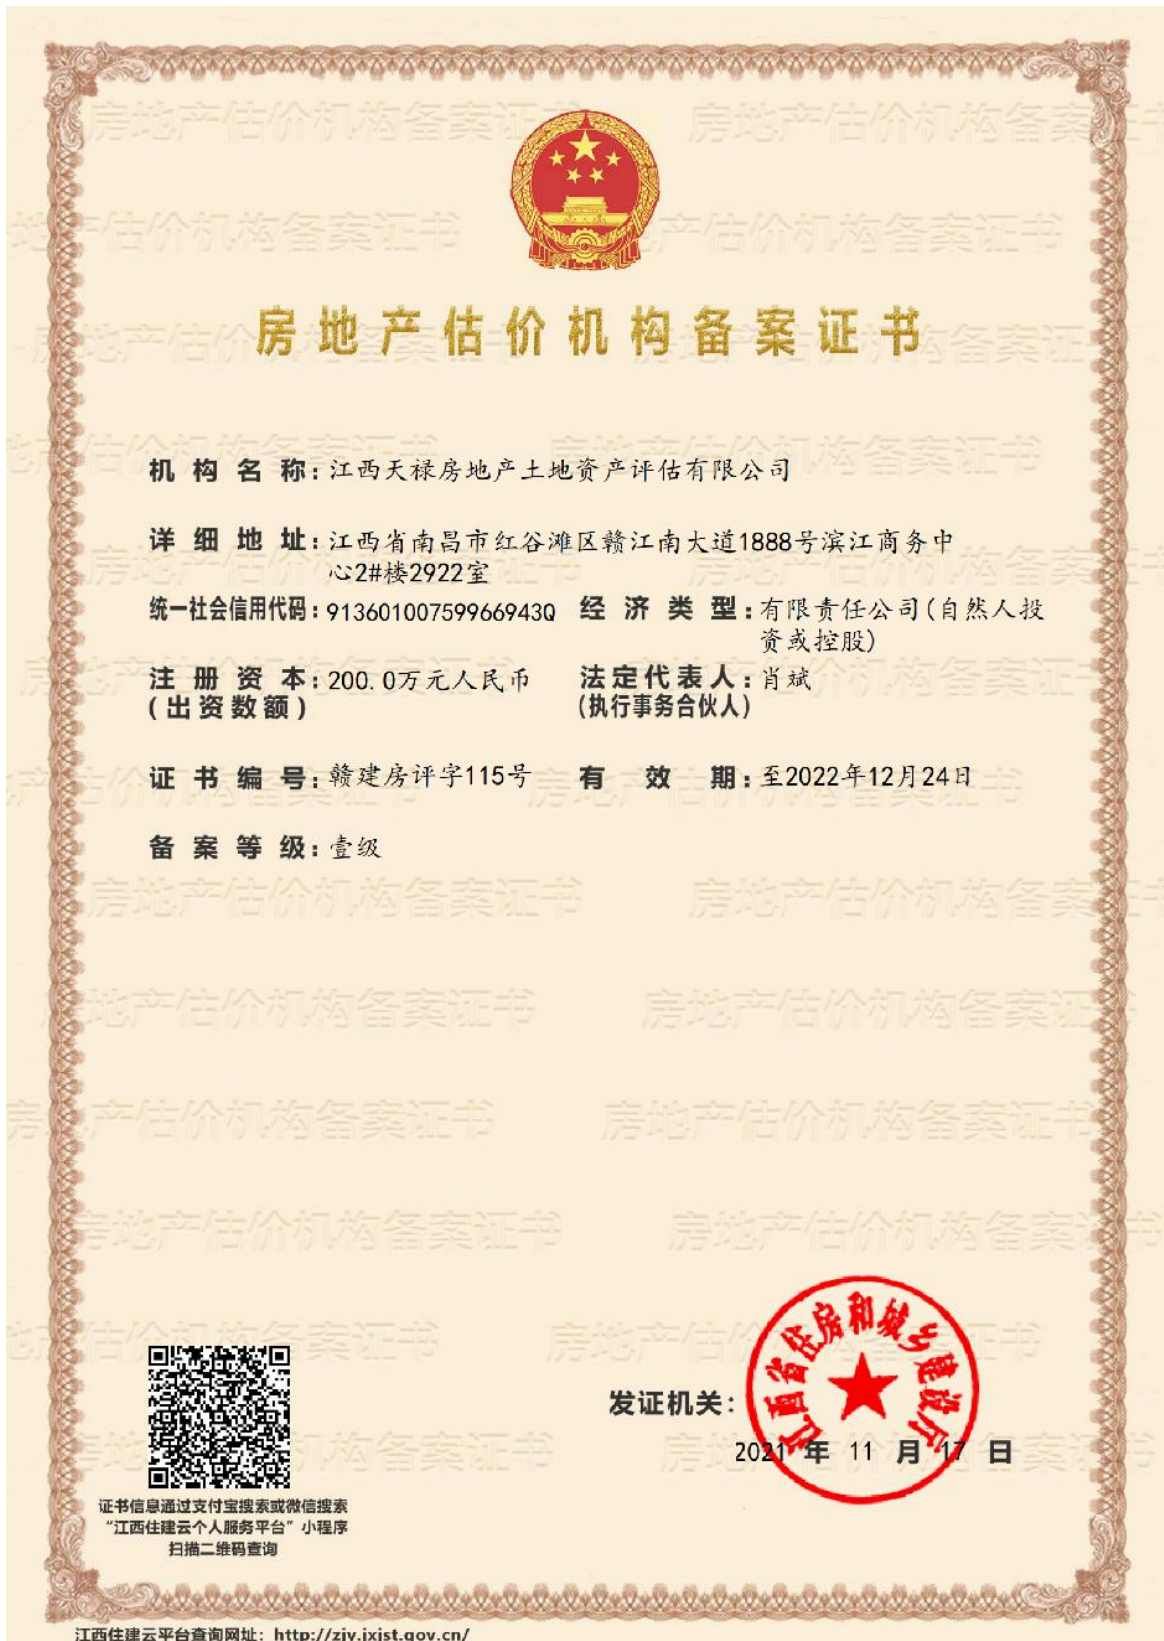 房地产估价机构备案证书
机构名称：江西天禄房地产土地资产评估有限公司
详细地址：江西省南昌市红谷滩区赣江南大道1888号滨江商务中
心2#楼2922室
统一社会信用代码：91360100759966943Q 经济类型：有限责任公司(自然人投
资或控股)
注册资本：200.0万元人民币 法定代表人：肖斌
(出资数额) (执行事务合伙人)
证书编号：赣建房评字115号 有效期：至2022年12月24日
备案等级：壹级
江西省住房和城乡建设厅
发证机关：
2021 年 11 月 17 日
证书信息通过支付宝搜索或微信搜索
“江西住建云个人服务平台”小程序
扫描二维码查询
江西住建云平台查询网址：http://zjy.jxjst.gov.cn/